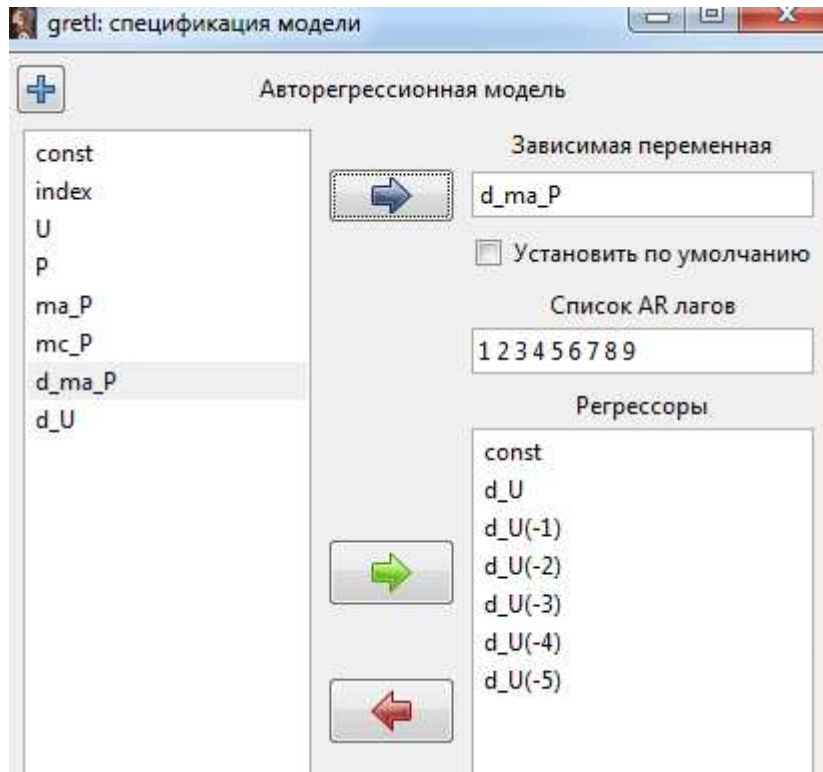 gretl: спецификация модели
Авторегрессионная модель
const
index
U
P
ma_P
mc_P
d_ma_P
d_U
Зависимая переменная
d_ma_P
Установить по умолчанию
Список AR лагов
1 2 3 4 5 6 7 8 9
Регрессоры
const
d_U
d_U(-1)
d_U(-2)
d_U(-3)
d_U(-4)
d_U(-5)